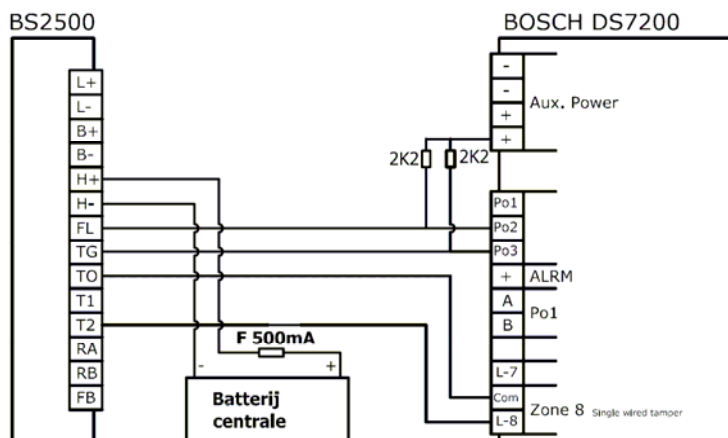 BS2500
BOSCH DS7200
L+
L-
B+
B-
H+
H-
FL
TG
TO
T1
T2
RA
RB
FB
2K2
2K2
F 500mA
-
+
Batterij
centrale
-
-
+
+
Aux. Power
Po1
Po2
Po3
+
ALRM
A
B
Po1
L-7
Com
L-8
Zone 8 Single wired tamper